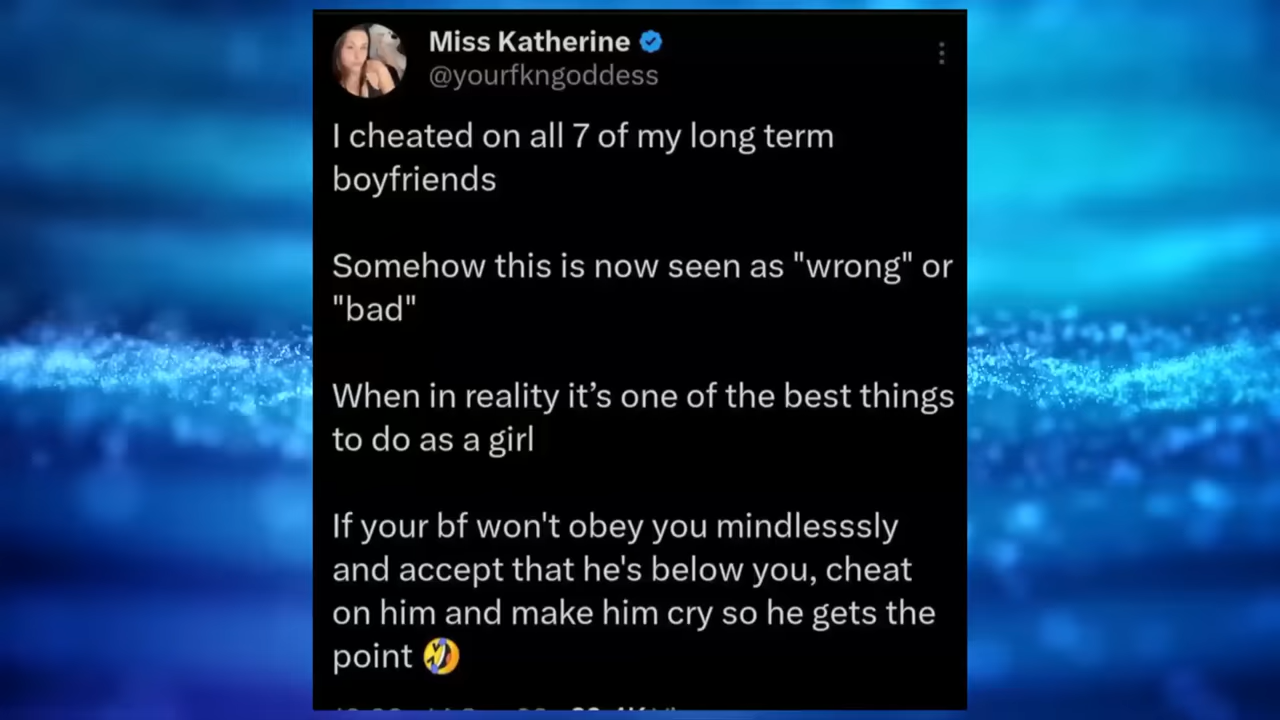 Miss Katherine
@yourfkngoddess
I cheated on all 7 of my long term
boyfriends
Somehow this is now seen as "wrong" or
"bad"
When in reality it’s one of the best things
to do as a girl
If your bf won't obey you mindlesssly
and accept that he's below you, cheat
on him and make him cry so he gets the
point 🤣